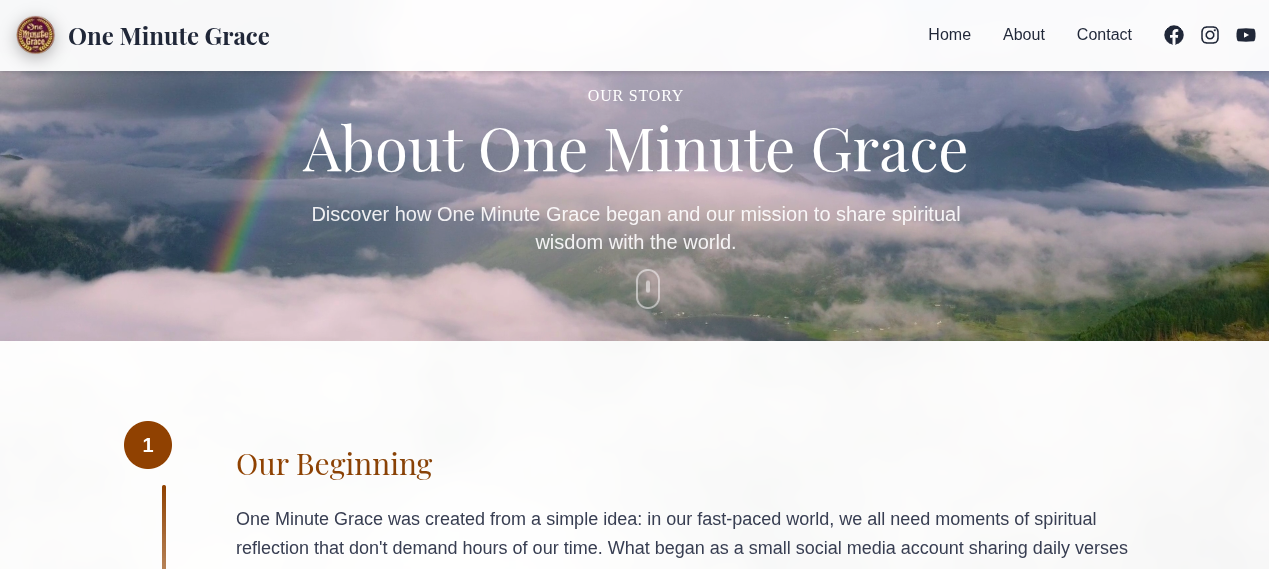 One Minute Grace
One Minute Grace
Home
About
Contact
OUR STORY
About One Minute Grace
Discover how One Minute Grace began and our mission to share spiritual
wisdom with the world.
1
Our Beginning
One Minute Grace was created from a simple idea: in our fast-paced world, we all need moments of spiritual
reflection that don't demand hours of our time. What began as a small social media account sharing daily verses